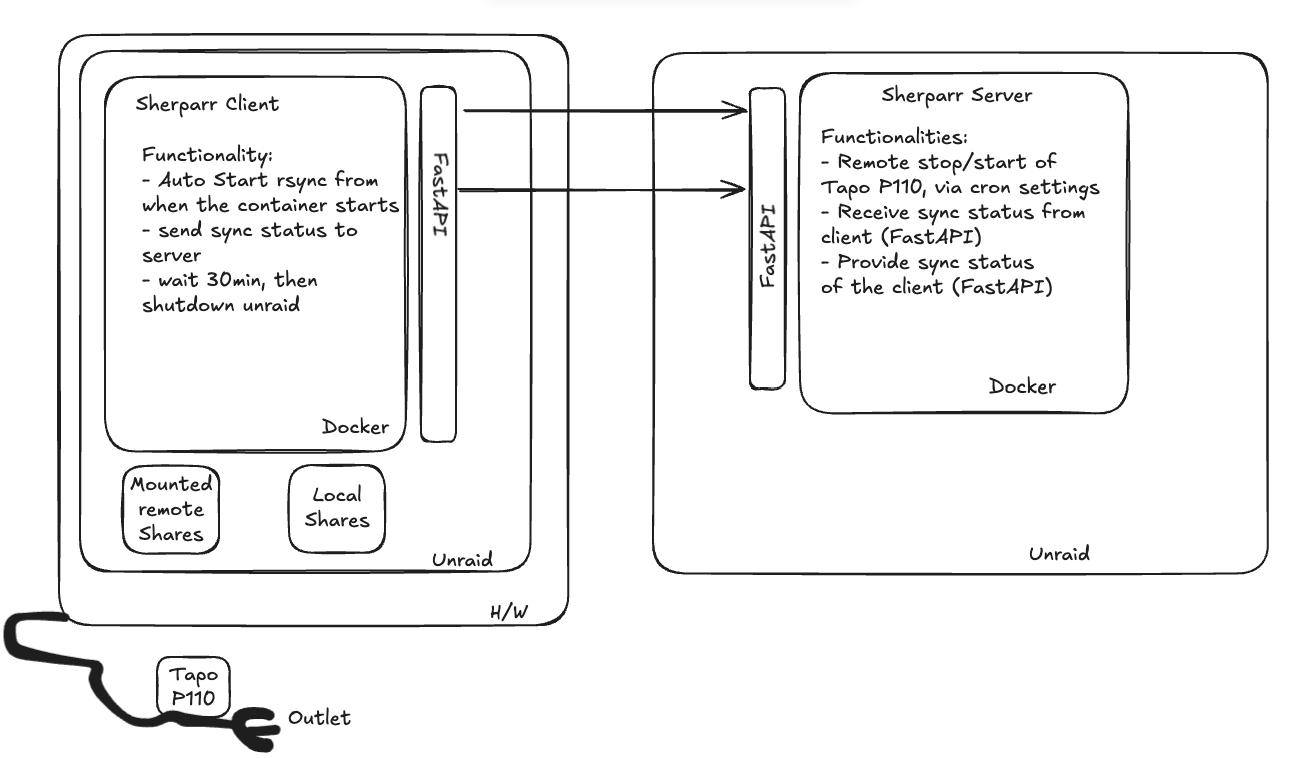 Sherparr Client
Functionality:
- Auto Start rsync from
when the container starts
- send sync status to
server
- wait 30min, then
shutdown unraid
Docker
FastAPI
Mounted
remote
Shares
Local
Shares
Unraid
H/W
Tapo
P110
Outlet
FastAPI
Sherparr Server
Functionalities:
- Remote stop/start of
Tapo P110, via cron settings
- Receive sync status from
client (FastAPI)
- Provide sync status
of the client (FastAPI)
Docker
Unraid